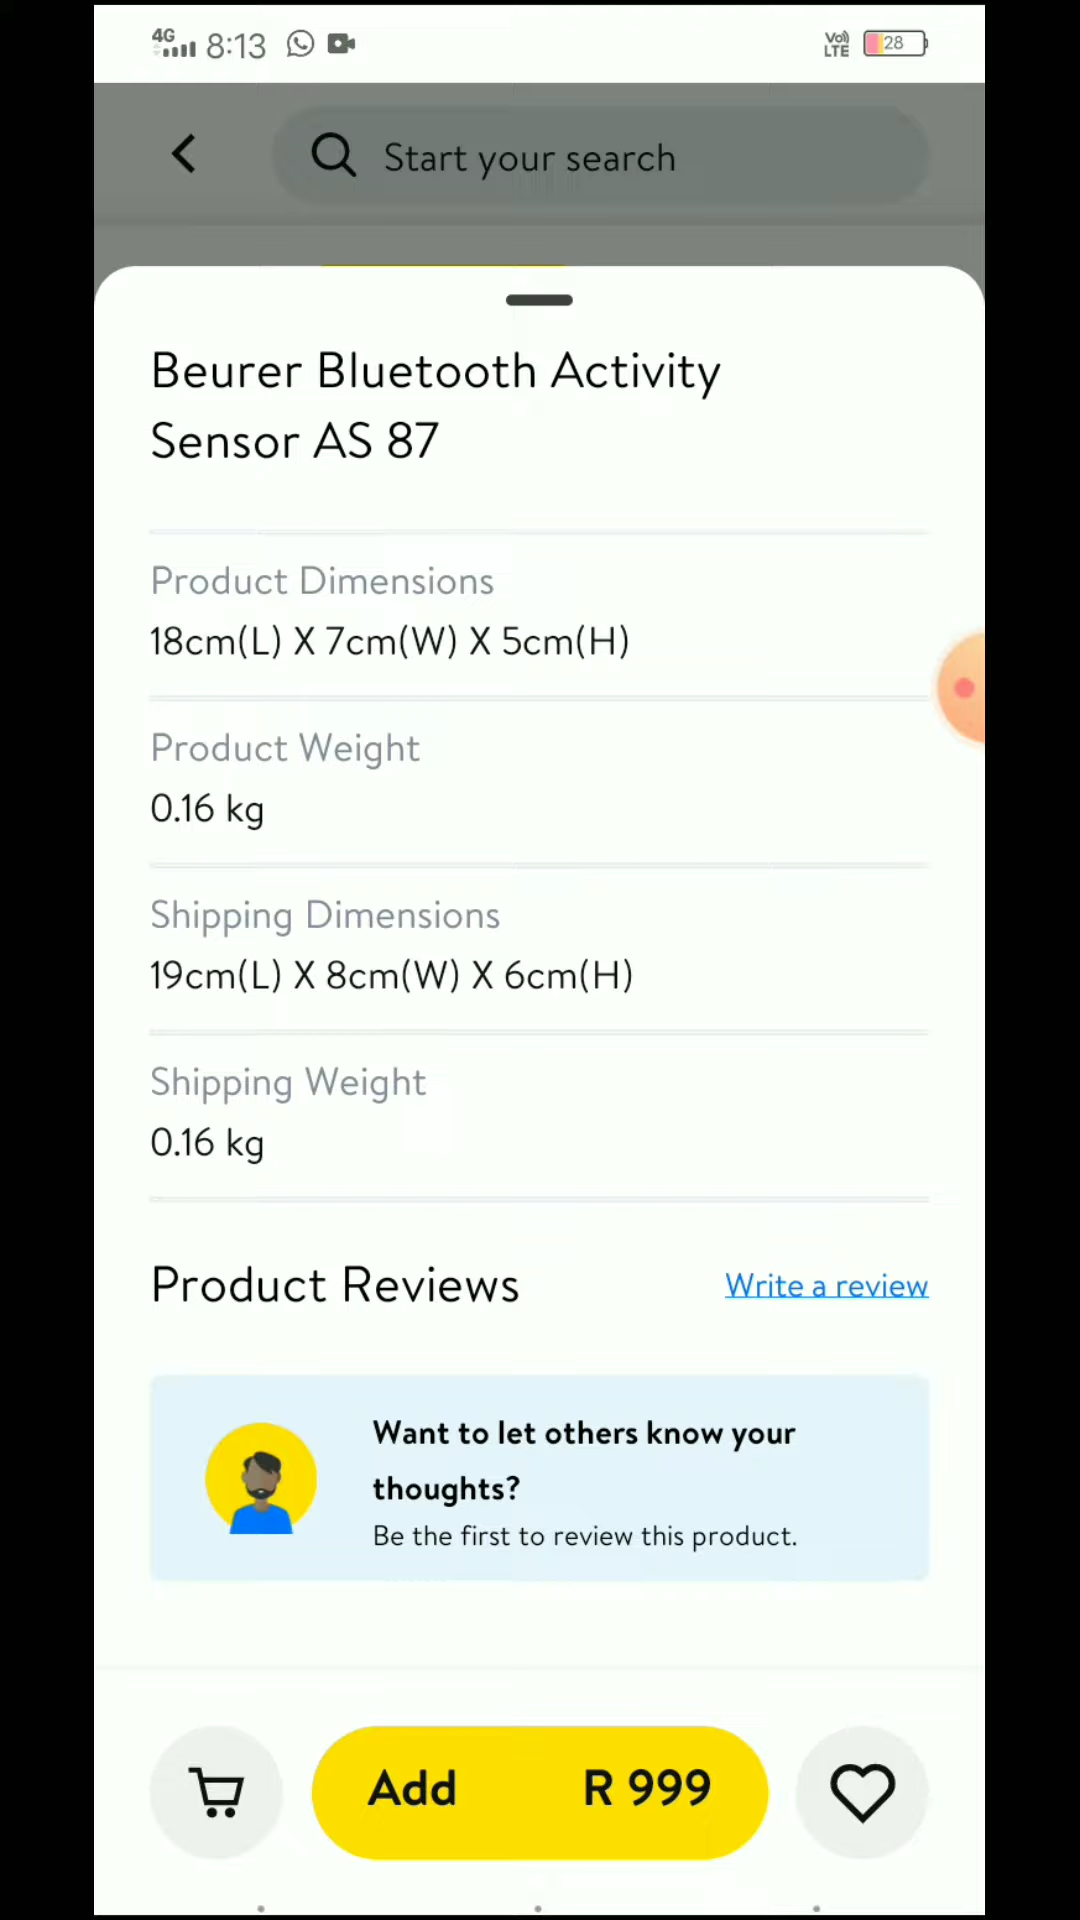 4G 8:13 Vo) LTE 28
Start your search
Beurer Bluetooth Activity
Sensor AS 87
Product Dimensions
18cm(L) X 7cm(W) X 5cm(H)
Product Weight
0.16 kg
Shipping Dimensions
19cm(L) X 8cm(W) X 6cm(H)
Shipping Weight
0.16 kg
Product Reviews Write a review
Want to let others know your
thoughts?
Be the first to review this product.
Add R 999